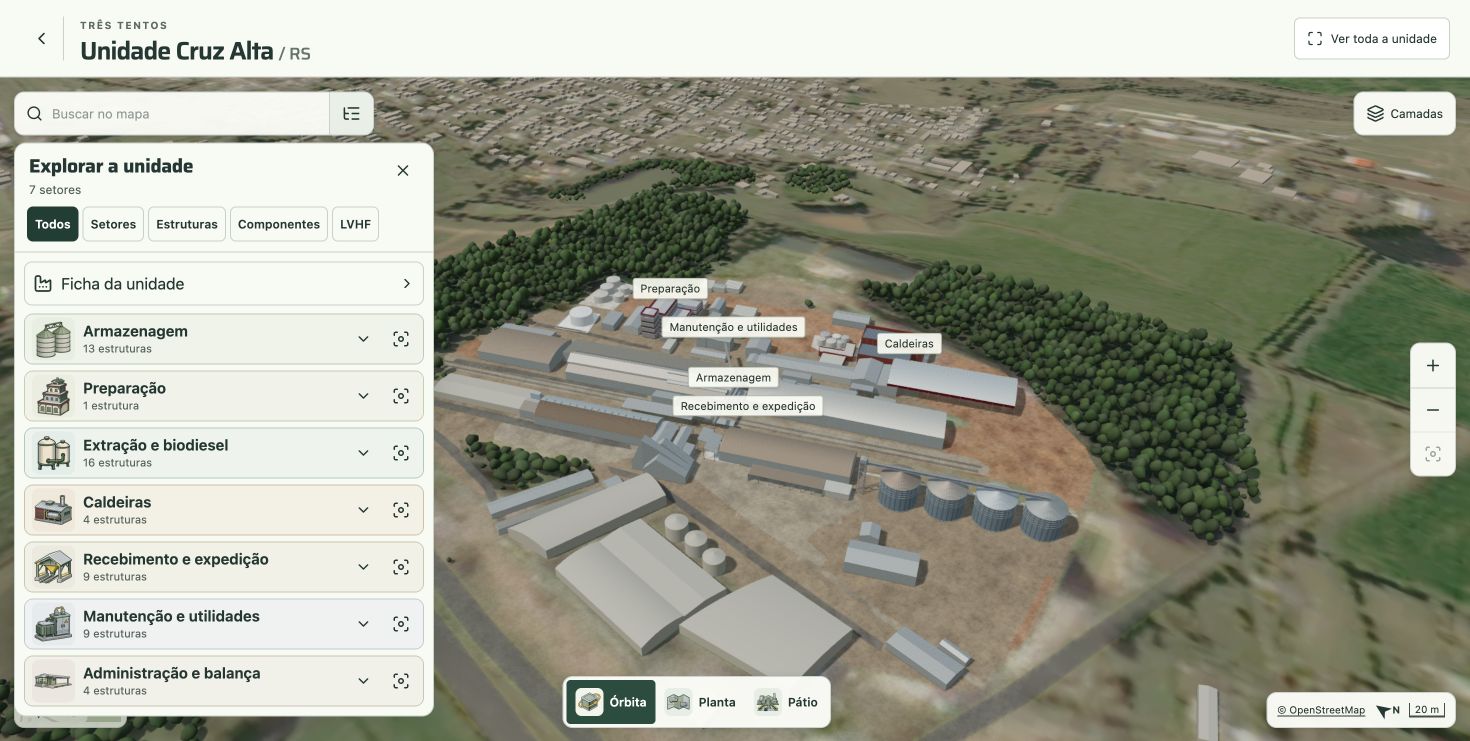 TRÊS TENTOS
Unidade Cruz Alta / RS
Ver toda a unidade
Buscar no mapa
Camadas
Explorar a unidade
7 setores
Todos
Setores
Estruturas
Componentes
LVHF
Ficha da unidade
Armazenagem
13 estruturas
Preparação
1 estrutura
Extração e biodiesel
16 estruturas
Caldeiras
4 estruturas
Recebimento e expedição
9 estruturas
Manutenção e utilidades
9 estruturas
Administração e balança
4 estruturas
Preparação
Manutenção e utilidades
Caldeiras
Armazenagem
Recebimento e expedição
Órbita
Planta
Pátio
© OpenStreetMap
N
20 m